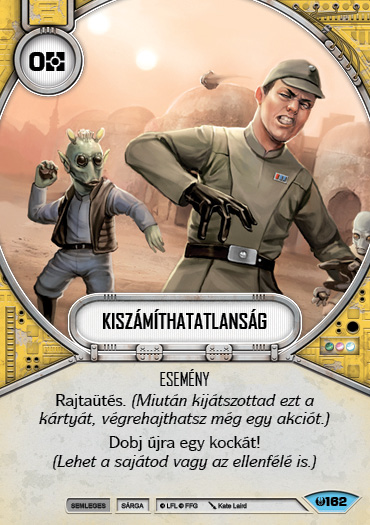 0
KISZÁMÍTHATATLANSÁG
ESEMÉNY
Rajtaütés. (Miután kijátszottad ezt a
kártyát, végrehajthatsz még egy akciót.)
Dobj újra egy kockát!
(Lehet a sajátod vagy az ellenfélé is.)
SEMLEGES SÁRGA © LFL © FFG Kate Laird 162